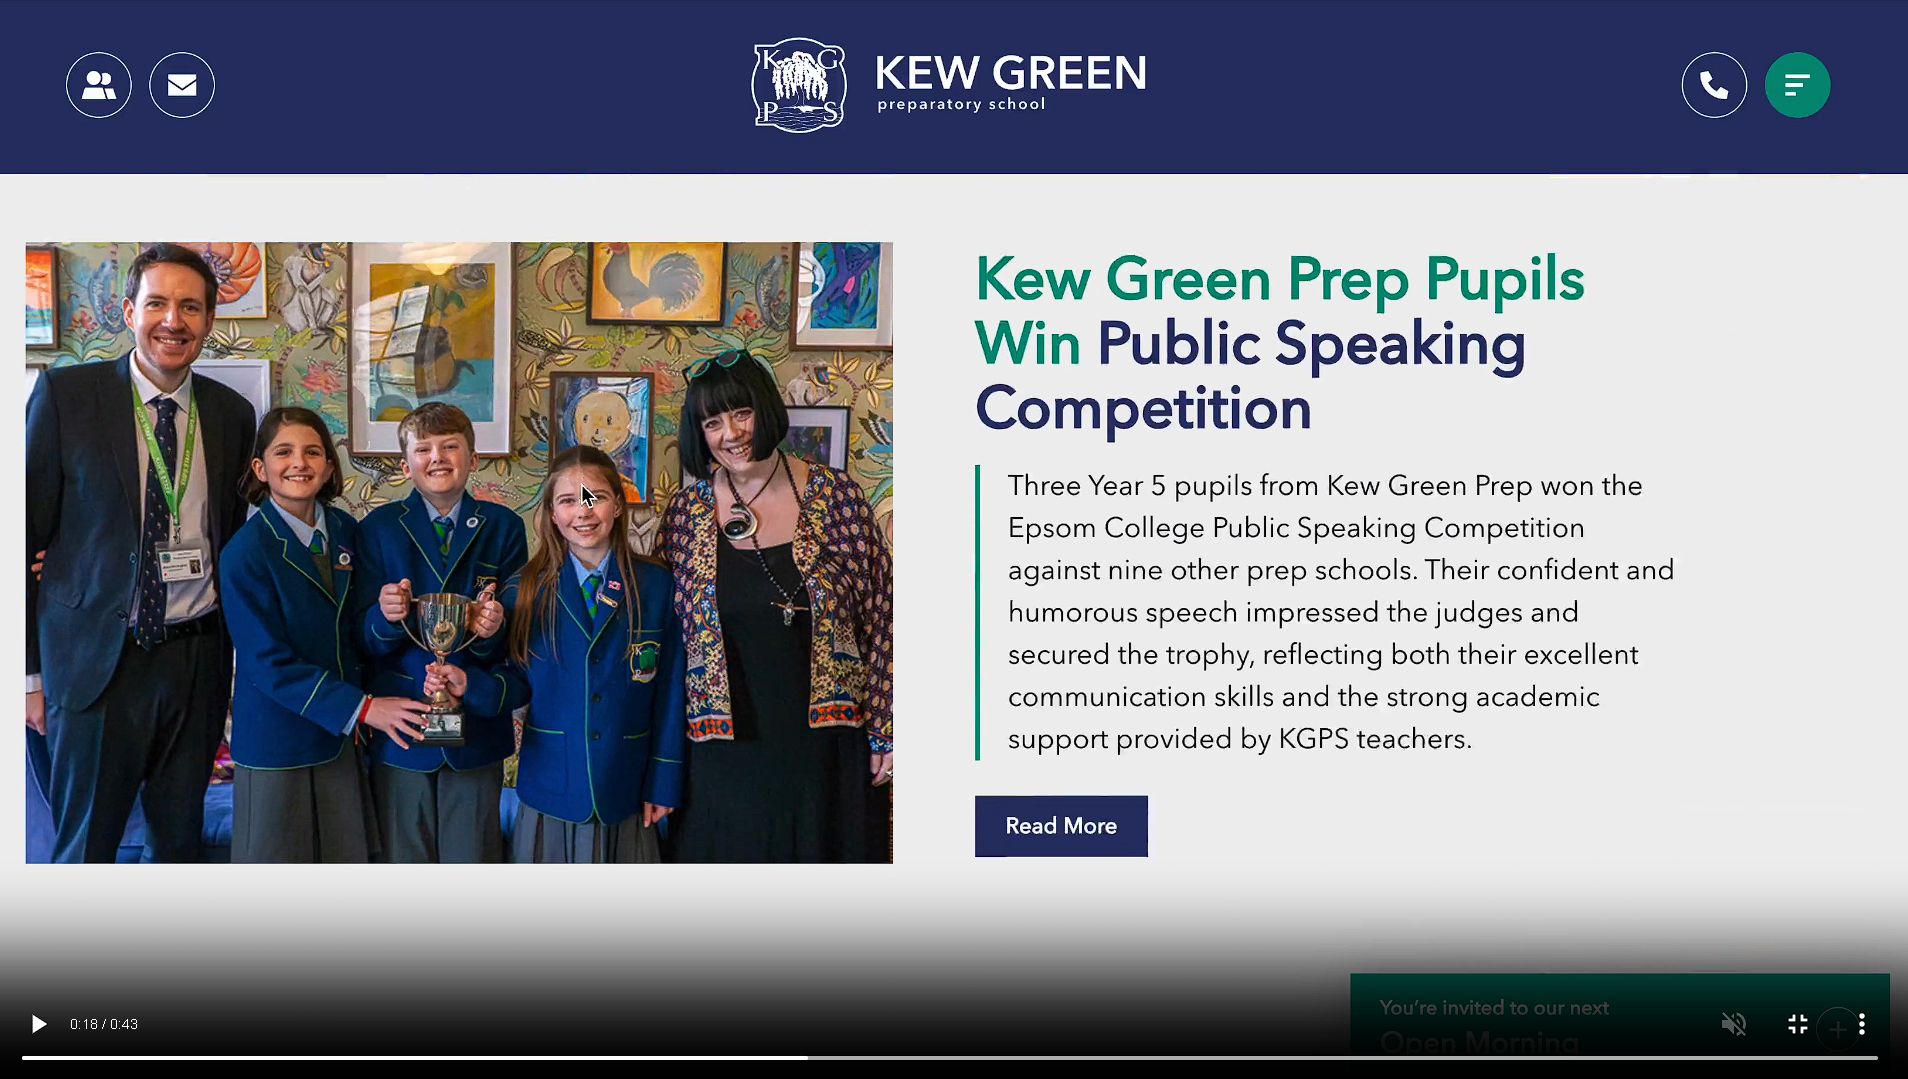 K G
P S
KEW GREEN
preparatory school
Kew Green Prep Pupils
Win Public Speaking
Competition
Three Year 5 pupils from Kew Green Prep won the
Epsom College Public Speaking Competition
against nine other prep schools. Their confident and
humorous speech impressed the judges and
secured the trophy, reflecting both their excellent
communication skills and the strong academic
support provided by KGPS teachers.
Read More
You’re invited to our next
Open Morning
0:18 / 0:43